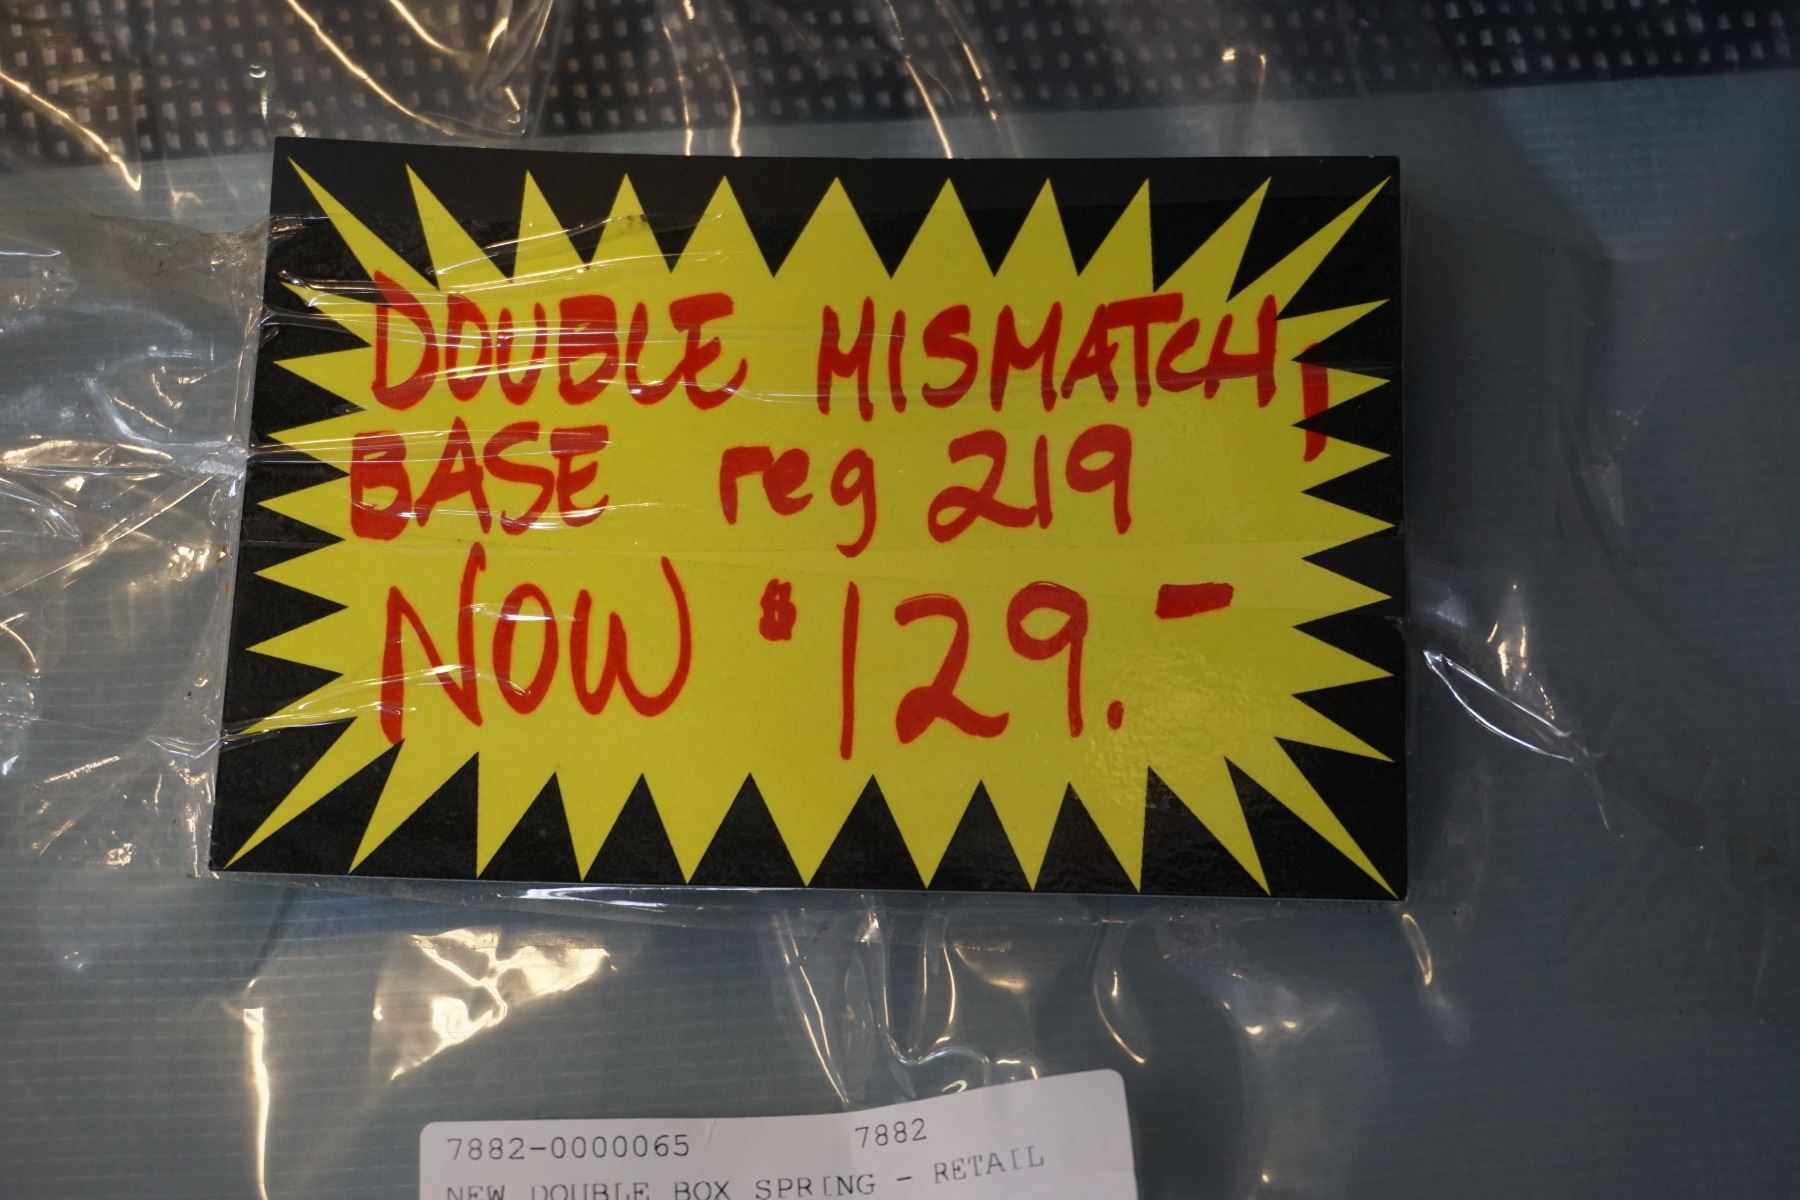 DOUBLE MISMATCH,
BASE reg 219
NOW $129.-
7882-0000065 7882
NEW DOUBLE BOX SPRING - RETAIL